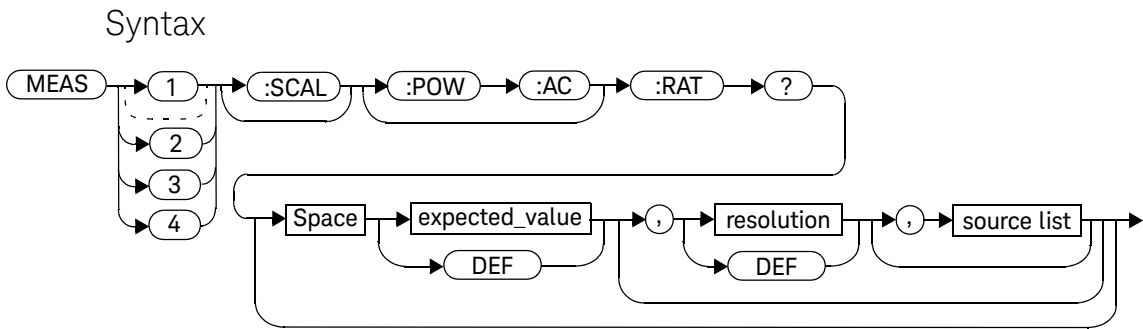 Syntax
MEAS 1 :SCAL :POW :AC :RAT ?
2
3
4
Space expected_value , resolution , source list
DEF DEF